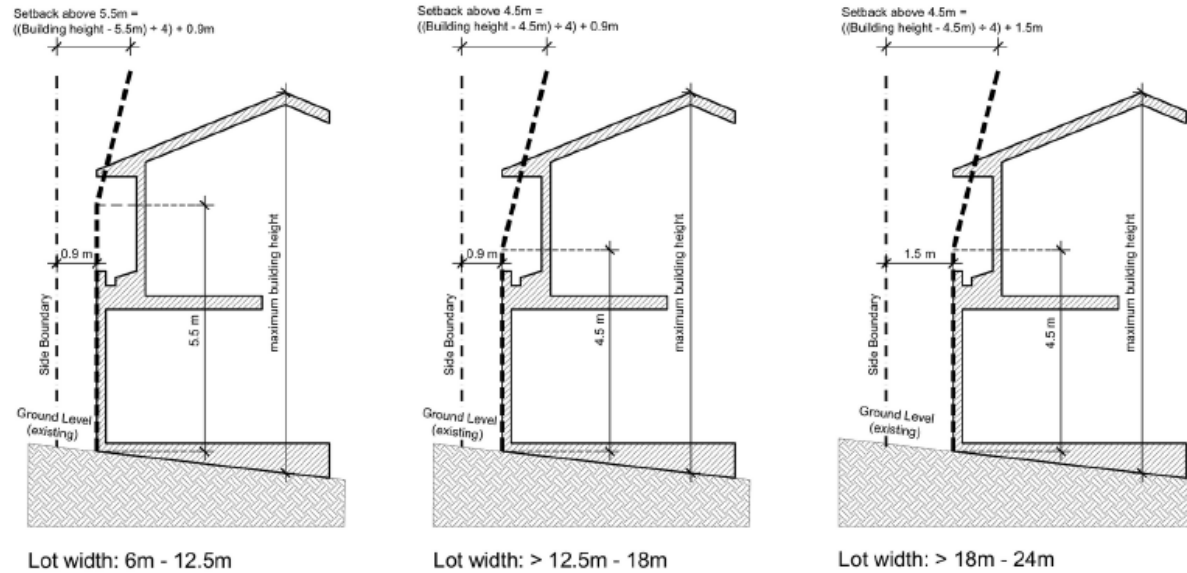 Setback above 5.5m =
((Building height - 5.5m) ÷ 4) + 0.9m
0.9 m
Side Boundary
5.5 m
maximum building height
Ground Level
(existing)
Lot width: 6m - 12.5m
Setback above 4.5m =
((Building height - 4.5m) ÷ 4) + 0.9m
0.9 m
Side Boundary
4.5 m
maximum building height
Ground Level
(existing)
Lot width: > 12.5m - 18m
Setback above 4.5m =
((Building height - 4.5m) ÷ 4) + 1.5m
1.5 m
Side Boundary
4.5 m
maximum building height
Ground Level
(existing)
Lot width: > 18m - 24m